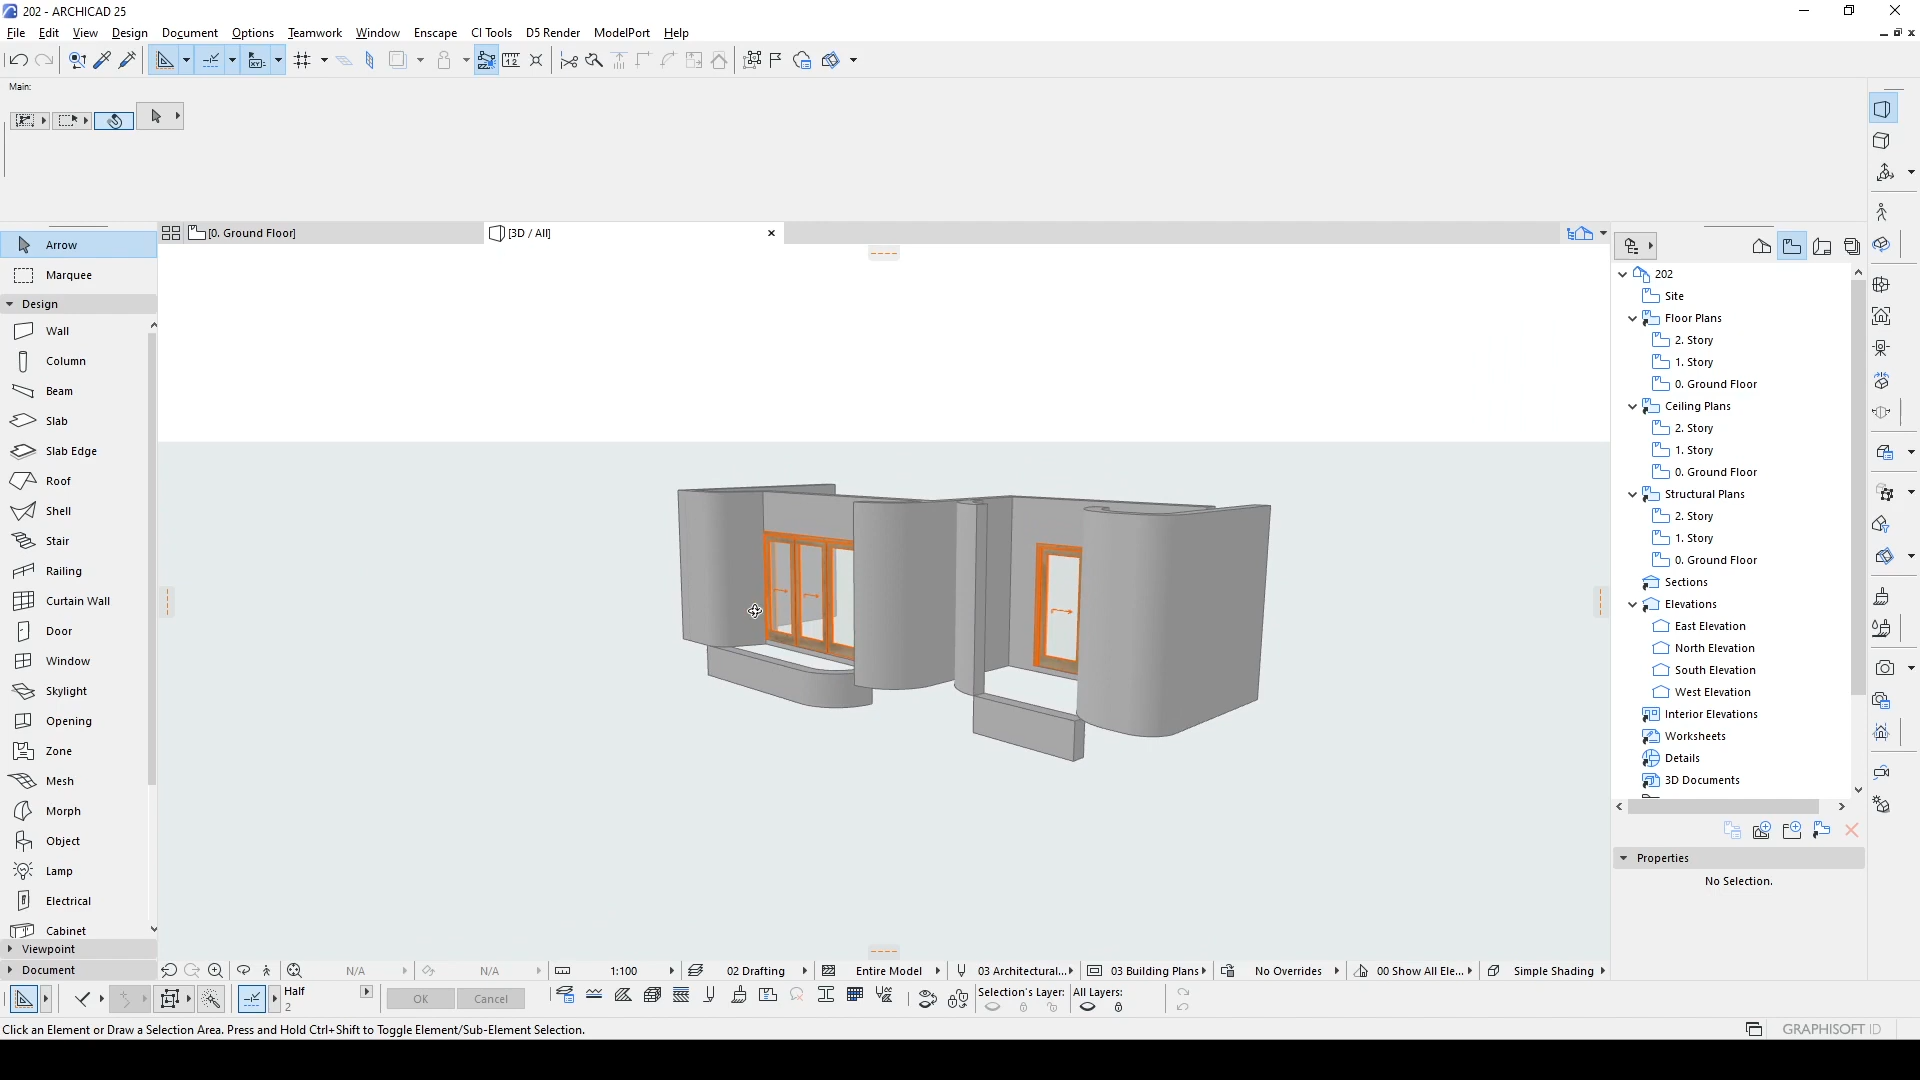 202 - ARCHICAD 25
File Edit View Design Document Options Teamwork Window Enscape CI Tools D5 Render ModelPort Help
Main:
[0. Ground Floor]
[3D / All]
Arrow
Marquee
Design
Wall
Column
Beam
Slab
Slab Edge
Roof
Shell
Stair
Railing
Curtain Wall
Door
Window
Skylight
Opening
Zone
Mesh
Morph
Object
Lamp
Electrical
Cabinet
Viewpoint
Document
202
Site
Floor Plans
2. Story
1. Story
0. Ground Floor
Ceiling Plans
2. Story
1. Story
0. Ground Floor
Structural Plans
2. Story
1. Story
0. Ground Floor
Sections
Elevations
East Elevation
North Elevation
South Elevation
West Elevation
Interior Elevations
Worksheets
Details
3D Documents
Properties
No Selection.
N/A N/A 1:100 02 Drafting Entire Model 03 Architectural... 03 Building Plans No Overrides 00 Show All Ele... Simple Shading
Half
2
OK Cancel
Selection's Layer: All Layers:
Click an Element or Draw a Selection Area. Press and Hold Ctrl+Shift to Toggle Element/Sub-Element Selection.
GRAPHISOFT ID